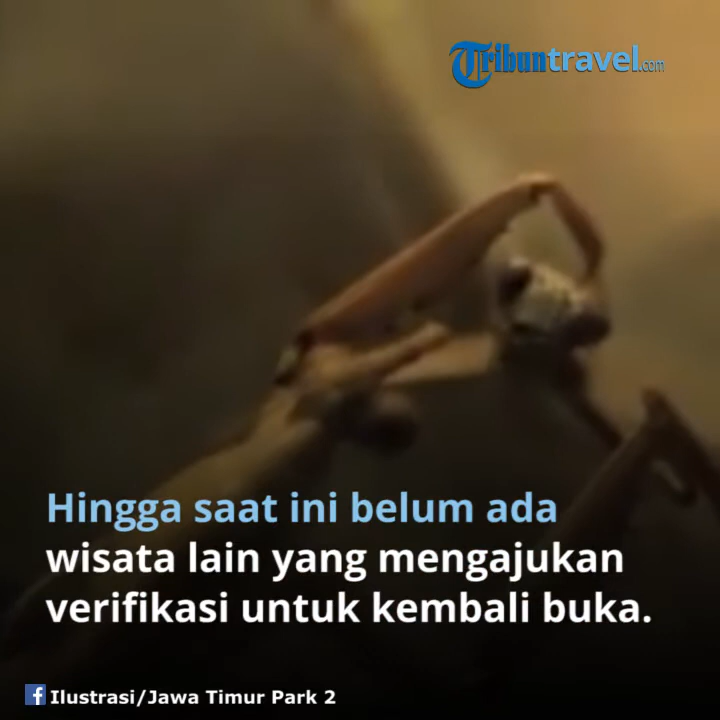 Tribuntravel.com
Hingga saat ini belum ada
wisata lain yang mengajukan
verifikasi untuk kembali buka.
Ilustrasi/Jawa Timur Park 2